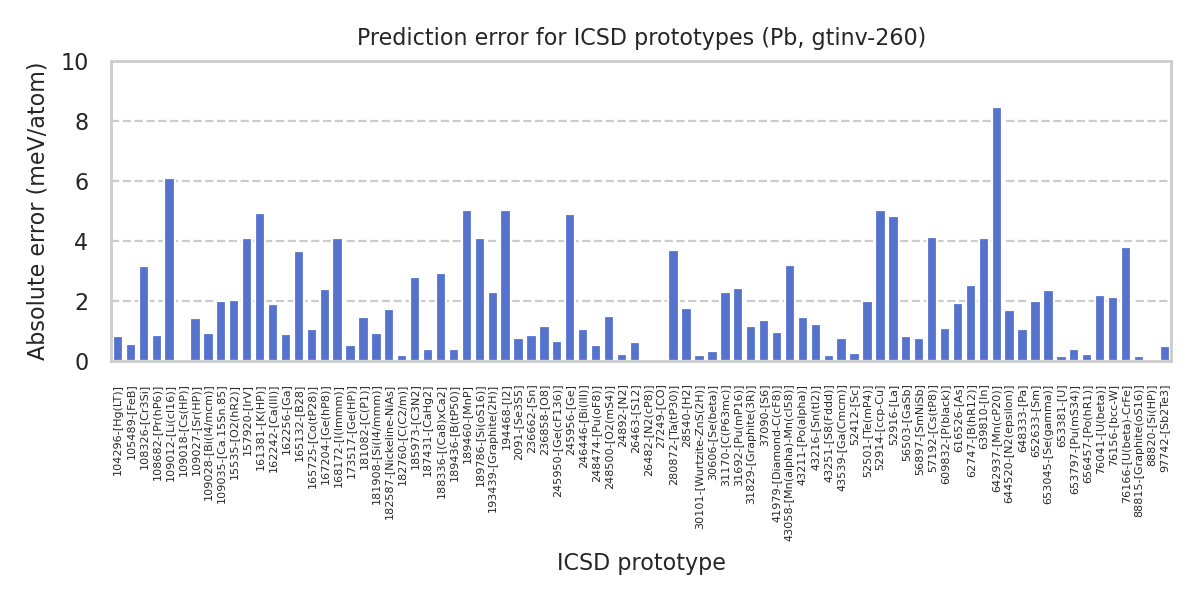 Prediction error for ICSD prototypes (Pb, gtinv-260)
Absolute error (meV/atom)
10
8
6
4
2
0
104296-[Hg(LT)]
105489-[FeB]
108326-[Cr3Si]
108682-[Pr(hP6)]
109012-[Li(cI16)]
109018-[Cs(HP)]
109027-[Sr(HP)]
109028-[Bi(I4/mcm)]
109035-[Ca.15Sn.85]
15535-[O2(hR2)]
157920-[IrV]
161381-[K(HP)]
162242-[Ca(III)]
162256-[Ga]
165132-[B28]
165725-[Co(tP28)]
167204-[Ge(hP8)]
168172-[I(Immm)]
173517-[Ge(HP)]
181082-[C(P1)]
181908-[Si(I4/mmm)]
182587-[Nickeline-NiAs]
182760-[C(C2/m)]
185973-[C3N2]
187431-[CaHg2]
188336-[(Ca8)xCa2]
189436-[B(tP50)]
189460-[MnP]
189786-[Si(oS16)]
193439-[Graphite(2H)]
194468-[I2]
2091-[Se3S5]
236662-[Sn]
236858-[O8]
245950-[Ge(cF136)]
245956-[Ge]
246446-[Bi(III)]
248474-[Pu(oF8)]
248500-[O2(mS4)]
24892-[N2]
26463-[S12]
26482-[N2(cP8)]
27249-[CO]
280872-[Ta(tP30)]
28540-[H2]
30101-[Wurtzite-ZnS(2H)]
30606-[Se(beta)]
31170-[C(P63mc)]
31692-[Pu(mP16)]
31829-[Graphite(3R)]
37090-[S6]
41979-[Diamond-C(cF8)]
43058-[Mn(alpha)-Mn(cI58)]
43211-[Po(alpha)]
43216-[Sn(tI2)]
43251-[S8(Fddd)]
43539-[Ga(Cmcm)]
52412-[Sc]
52501-[Te(mP4)]
52914-[ccp-Cu]
52916-[La]
56503-[GaSb]
56897-[SmNiSb]
57192-[Cs(tP8)]
609832-[P(black)]
616526-[As]
62747-[B(hR12)]
639810-[In]
642937-[Mn(cP20)]
644520-[N2(epsilon)]
648333-[Pa]
652633-[Sm]
653045-[Se(gamma)]
653381-[U]
653797-[Pu(mS34)]
656457-[Po(hR1)]
76041-[U(beta)]
76156-[bcc-W]
76166-[U(beta)-CrFe]
88815-[Graphite(oS16)]
88820-[Si(HP)]
97742-[Sb2Te3]
ICSD prototype